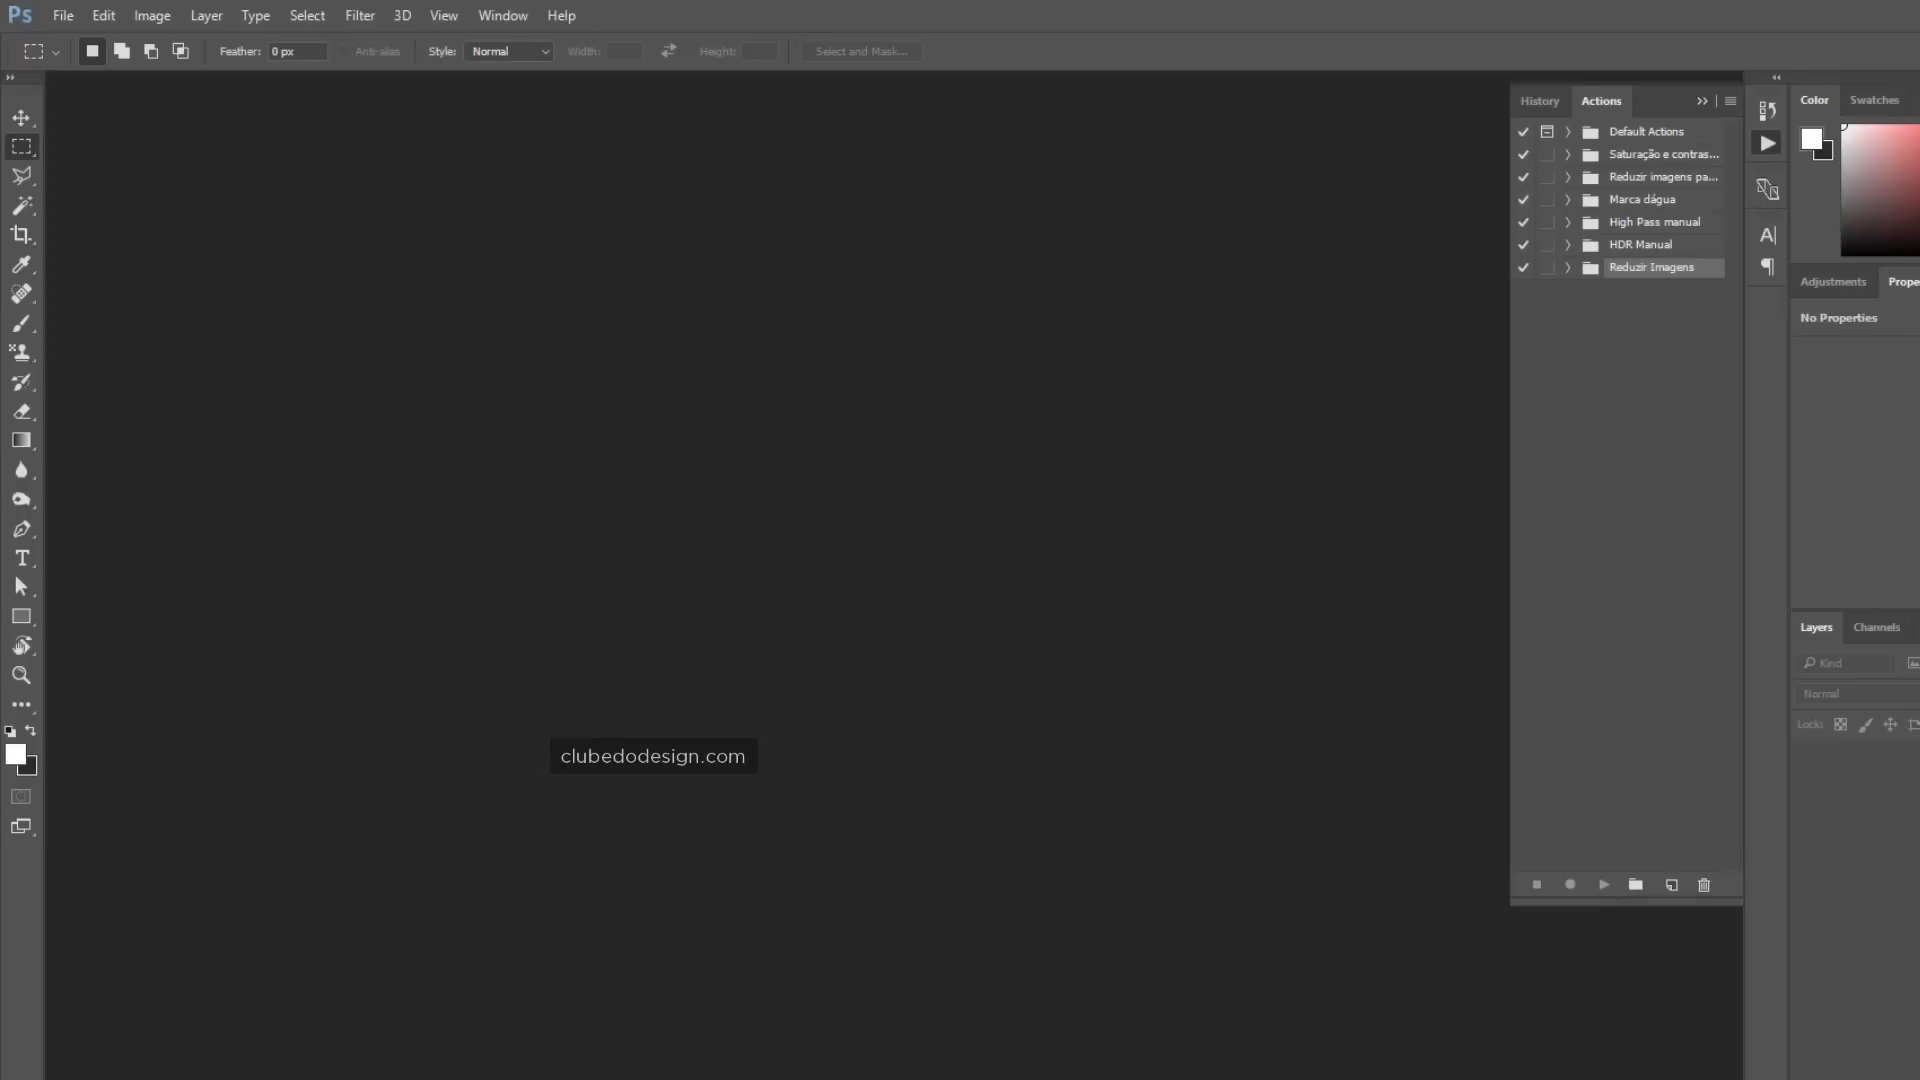 Ps File Edit Image Layer Type Select Filter 3D View Window Help
Feather: 0 px Anti-alias Style: Normal Width: Height: Select and Mask...
History Actions
Default Actions
Saturação e contras...
Reduzir imagens pa...
Marca dágua
High Pass manual
HDR Manual
Reduzir Imagens
Color Swatches
Adjustments Prope
No Properties
Layers Channels
Kind
Normal
Lock:
clubedodesign.com